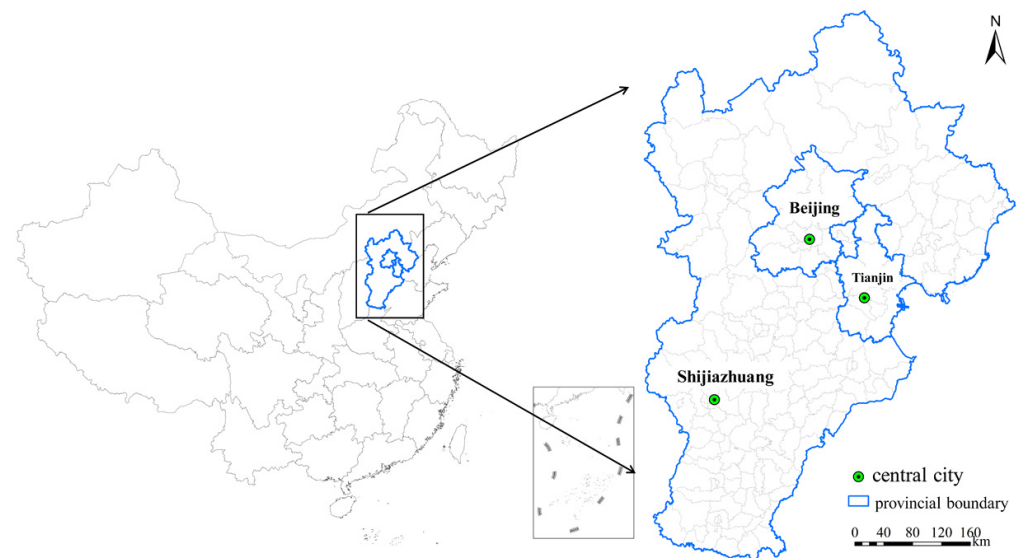 N
Beijing
Tianjin
Shijiazhuang
central city
provincial boundary
0 40 80 120 160
km